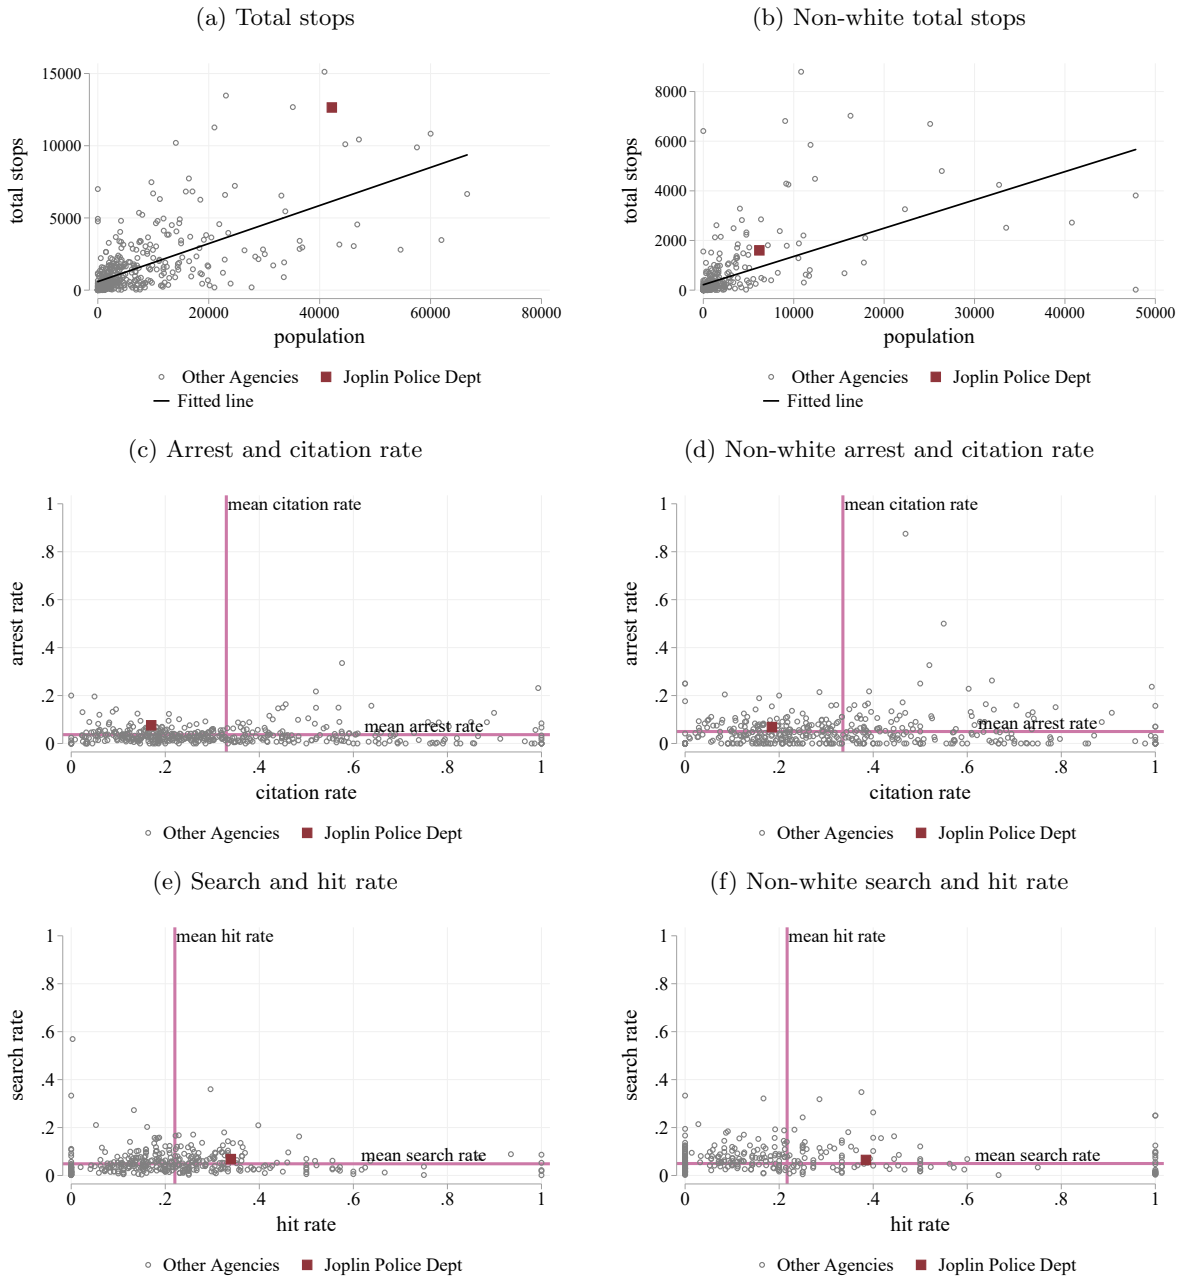 (a) Total stops
(b) Non-white total stops
15000
10000
5000
0
total stops
0 20000 40000 60000 80000
population
Other Agencies Joplin Police Dept
Fitted line
8000
6000
4000
2000
0
total stops
0 10000 20000 30000 40000 50000
population
Other Agencies Joplin Police Dept
Fitted line
(c) Arrest and citation rate
(d) Non-white arrest and citation rate
1
.8
.6
.4
.2
0
arrest rate
mean citation rate
mean arrest rate
0 .2 .4 .6 .8 1
citation rate
Other Agencies Joplin Police Dept
1
.8
.6
.4
.2
0
arrest rate
mean citation rate
mean arrest rate
0 .2 .4 .6 .8 1
citation rate
Other Agencies Joplin Police Dept
(e) Search and hit rate
(f) Non-white search and hit rate
1
.8
.6
.4
.2
0
search rate
mean hit rate
mean search rate
0 .2 .4 .6 .8 1
hit rate
Other Agencies Joplin Police Dept
1
.8
.6
.4
.2
0
search rate
mean hit rate
mean search rate
0 .2 .4 .6 .8 1
hit rate
Other Agencies Joplin Police Dept